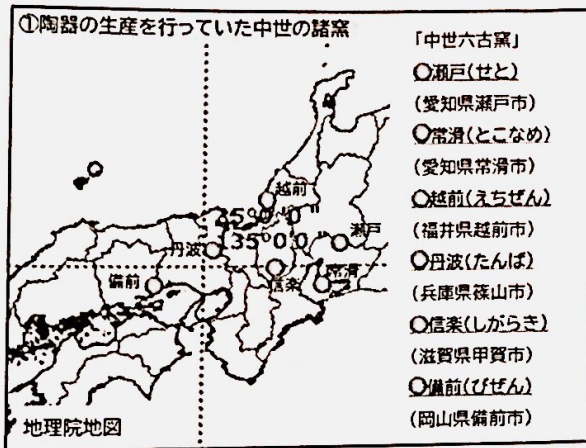 ①陶器の生産を行っていた中世の諸窯
越前
35°0'0"
135°0'0"
瀬戸
丹波
備前
信楽
常滑
地理院地図
「中世六古窯」
○瀬戸(せと)
(愛知県瀬戸市)
○常滑(とこなめ)
(愛知県常滑市)
○越前(えちぜん)
(福井県越前市)
○丹波(たんば)
(兵庫県篠山市)
○信楽(しがらき)
(滋賀県甲賀市)
○備前(びぜん)
(岡山県備前市)